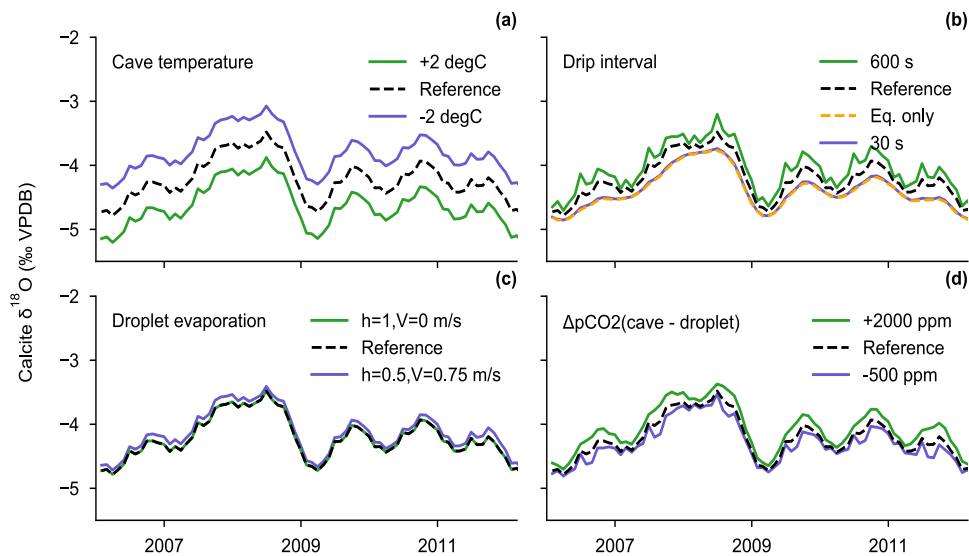 (a)
−2
−3
−4
−5
Cave temperature
+2 degC
Reference
-2 degC
(b)
Drip interval
600 s
Reference
Eq. only
30 s
Calcite δ¹⁸O (‰ VPDB)
(c)
−2
−3
−4
−5
Droplet evaporation
h=1,V=0 m/s
Reference
h=0.5,V=0.75 m/s
2007
2009
2011
(d)
ΔpCO2(cave - droplet)
+2000 ppm
Reference
-500 ppm
2007
2009
2011